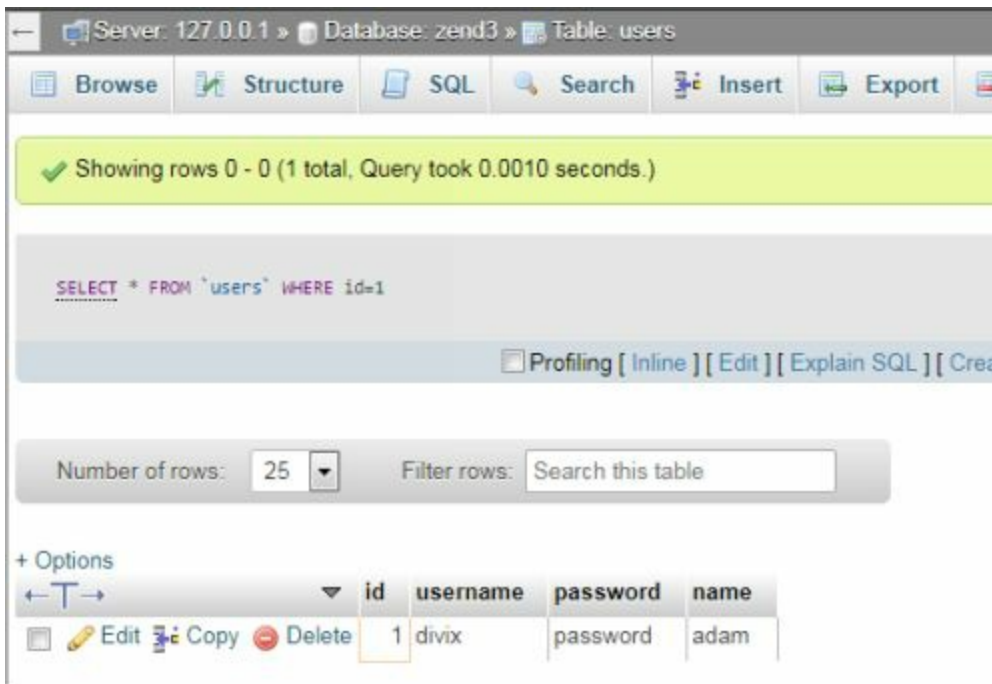 Server: 127.0.0.1 » Database: zend3 » Table: users
Browse Structure SQL Search Insert Export
Showing rows 0 - 0 (1 total, Query took 0.0010 seconds.)
SELECT * FROM `users` WHERE id=1
Profiling [ Inline ] [ Edit ] [ Explain SQL ] [ Crea
Number of rows: 25 Filter rows: Search this table
+ Options
←T→ id username password name
Edit Copy Delete 1 divix password adam